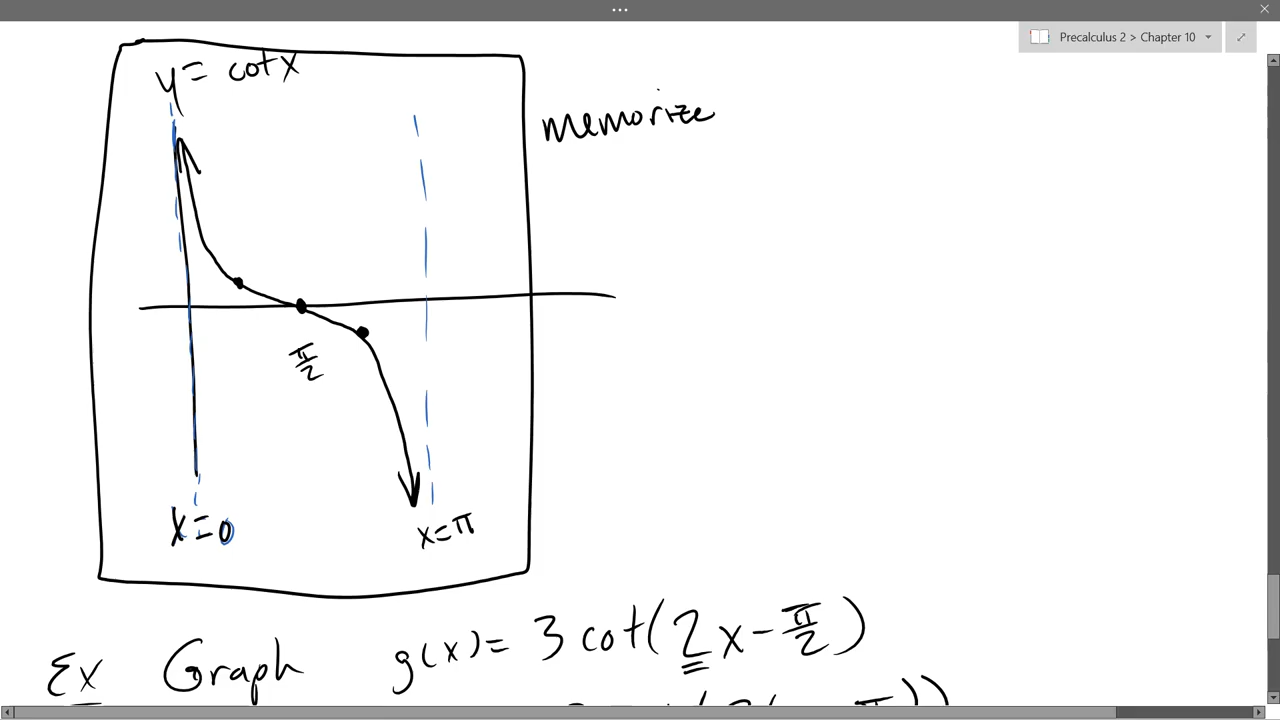 Precalculus 2 > Chapter 10
y = cot x
memorize
π/2
x = 0
x = π
Ex Graph g(x) = 3 cot(2x - π/2)